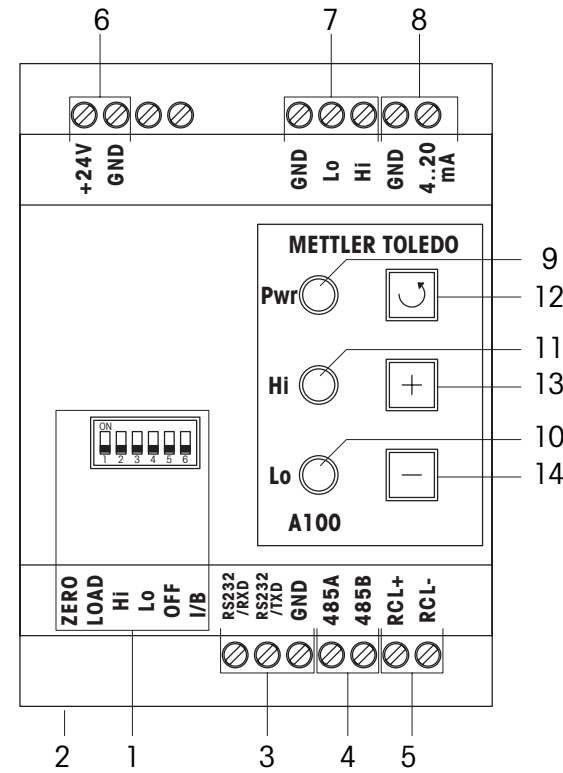 6 7 8
+24V GND GND Lo Hi GND 4..20 mA
METTLER TOLEDO
9
Pwr
12
11
Hi
13
10
Lo
14
A100
ON
1 2 3 4 5 6
ZERO LOAD Hi Lo OFF I/B RS232/RXD RS232/TXD GND 485A 485B RCL+ RCL-
2 1 3 4 5